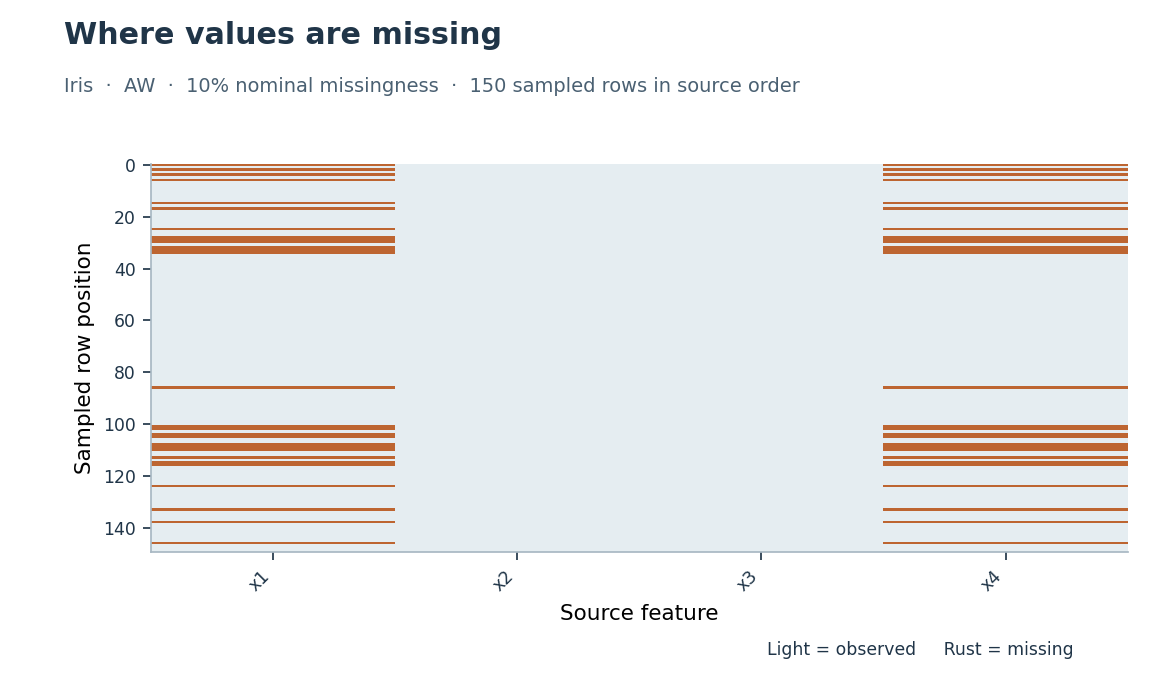 Where values are missing
Iris · AW · 10% nominal missingness · 150 sampled rows in source order
0
20
40
60
80
100
120
140
Sampled row position
x1
x2
x3
x4
Source feature
Light = observed Rust = missing